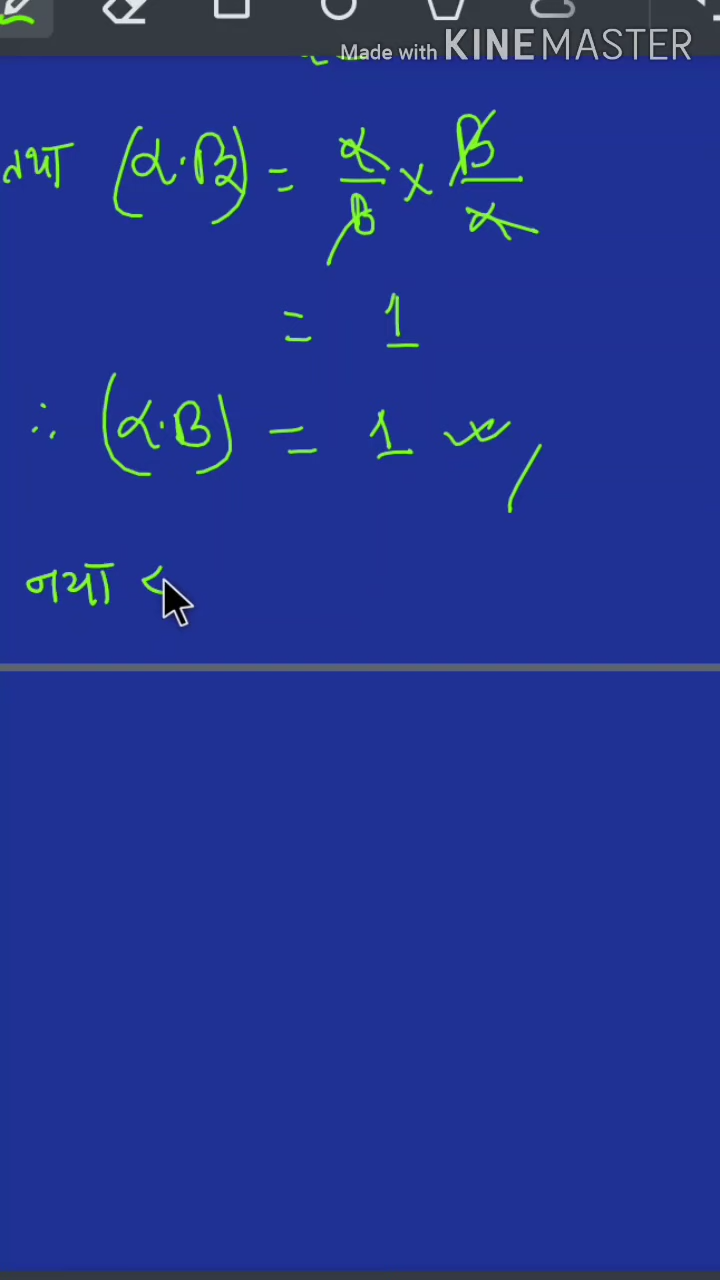 Made with KINEMASTER
तथा (α·β) = α/β × β/α
= 1
∴ (α·β) = 1
नया